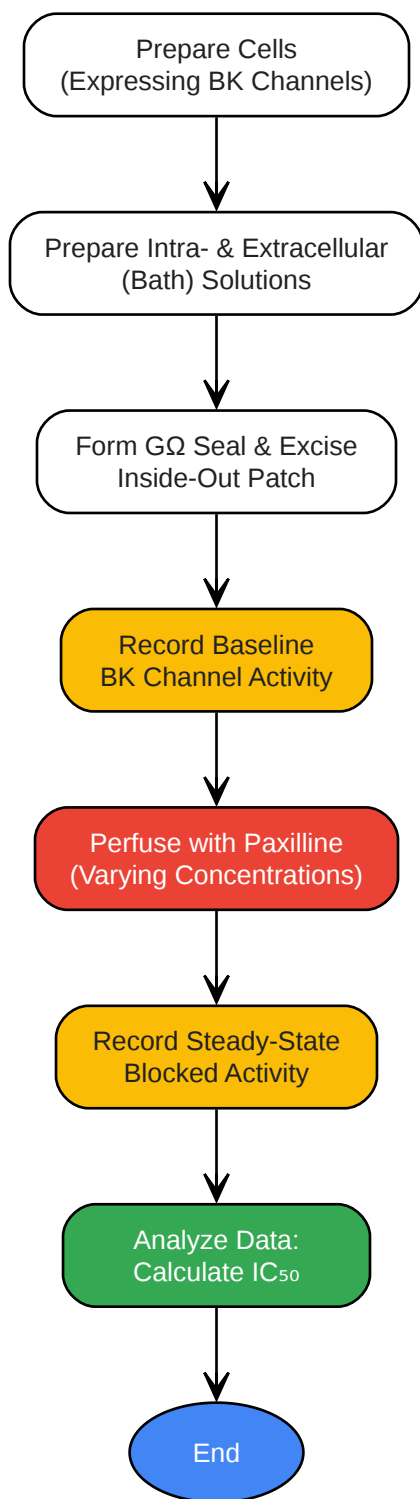 Prepare Cells
(Expressing BK Channels)
Prepare Intra- & Extracellular
(Bath) Solutions
Form GΩ Seal & Excise
Inside-Out Patch
Record Baseline
BK Channel Activity
Perfuse with Paxilline
(Varying Concentrations)
Record Steady-State
Blocked Activity
Analyze Data:
Calculate IC₅₀
End